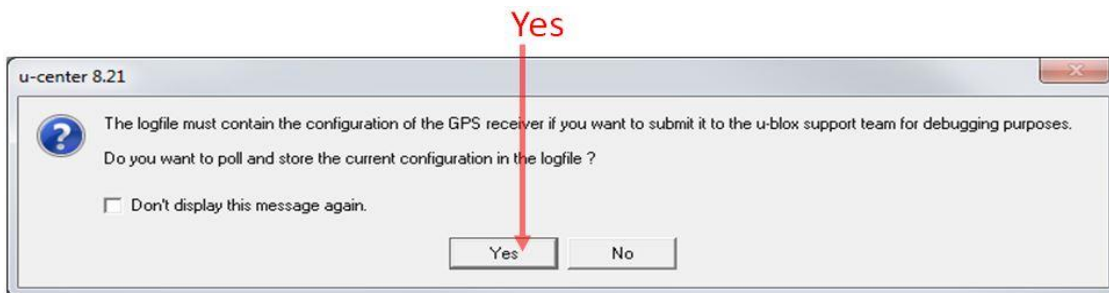 Yes
u-center 8.21
The logfile must contain the configuration of the GPS receiver if you want to submit it to the u-blox support team for debugging purposes.
Do you want to poll and store the current configuration in the logfile ?
Don't display this message again.
Yes No